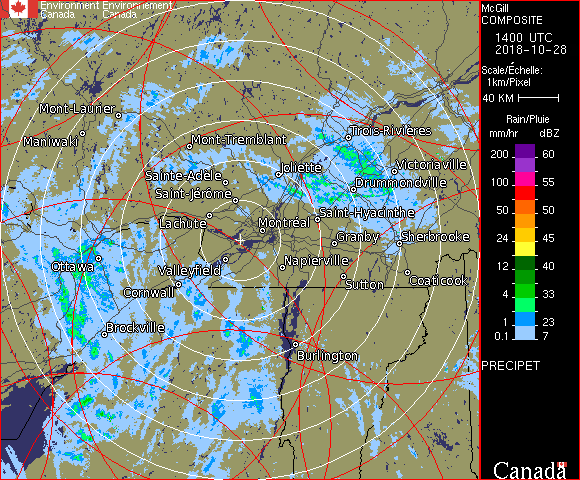 Environment Environnement
Canada Canada
McGill
COMPOSITE
1400 UTC
2018-10-28
Scale/Échelle:
1km/Pixel
40 KM
Rain/Pluie
mm/hr dBZ
200 60
100 55
50 50
24 45
12 40
4 33
1 23
0.1 7
PRECIPET
Canada
Mont-Laurier
Maniwaki
Mont-Tremblant
Trois-Rivières
Sainte-Adèle
Joliette
Victoriaville
Saint-Jérôme
Drummondville
Lachute
Montréal
Saint-Hyacinthe
Granby
Sherbrooke
Ottawa
Valleyfield
Napierville
Cornwall
Sutton
Coaticook
Brockville
Burlington